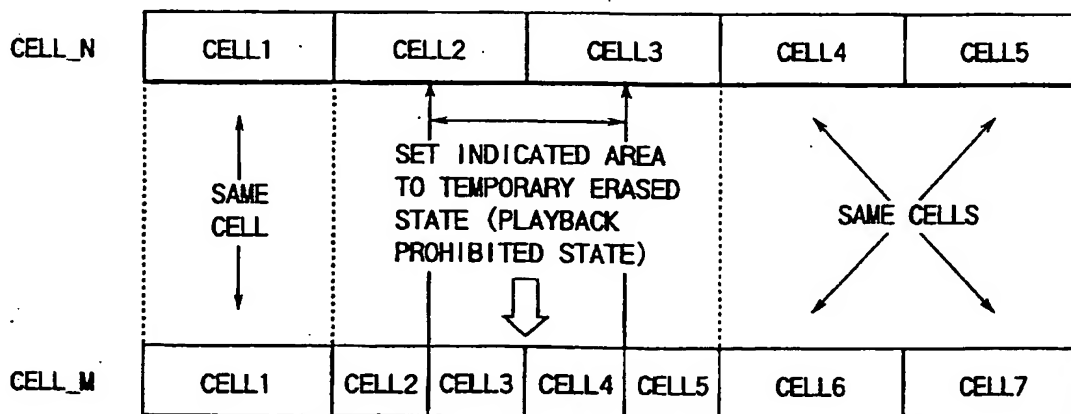 CELL_N CELL1 CELL2 CELL3 CELL4 CELL5
SET INDICATED AREA
TO TEMPORARY ERASED
STATE (PLAYBACK
PROHIBITED STATE)
SAME
CELL
SAME CELLS
CELL_M CELL1 CELL2 CELL3 CELL4 CELL5 CELL6 CELL7